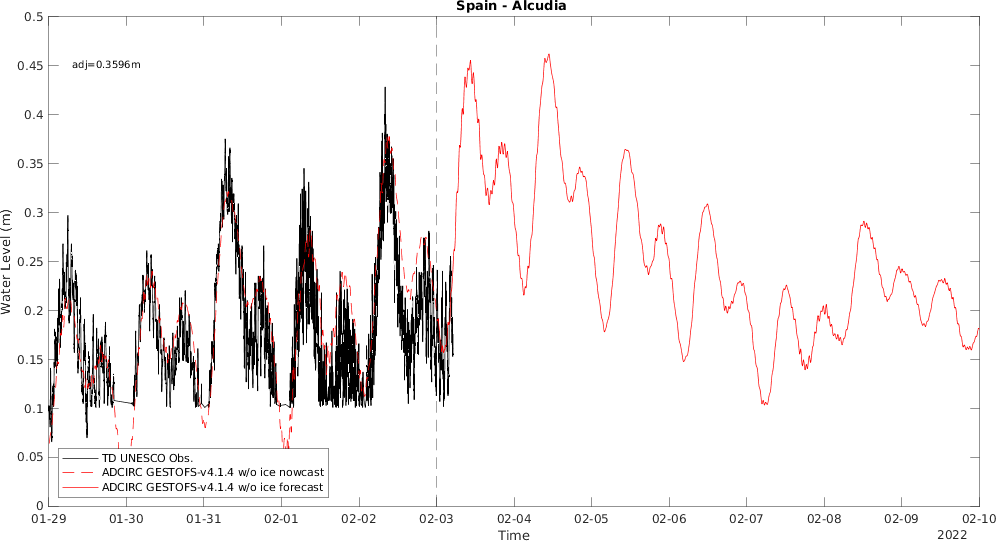 Spain - Alcudia
0.5
0.45
0.4
0.35
0.3
0.25
0.2
0.15
0.1
0.05
0
Water Level (m)
adj=0.3596m
TD UNESCO Obs.
ADCIRC GESTOFS-v4.1.4 w/o ice nowcast
ADCIRC GESTOFS-v4.1.4 w/o ice forecast
01-29 01-30 01-31 02-01 02-02 02-03 02-04 02-05 02-06 02-07 02-08 02-09 02-10
Time
2022